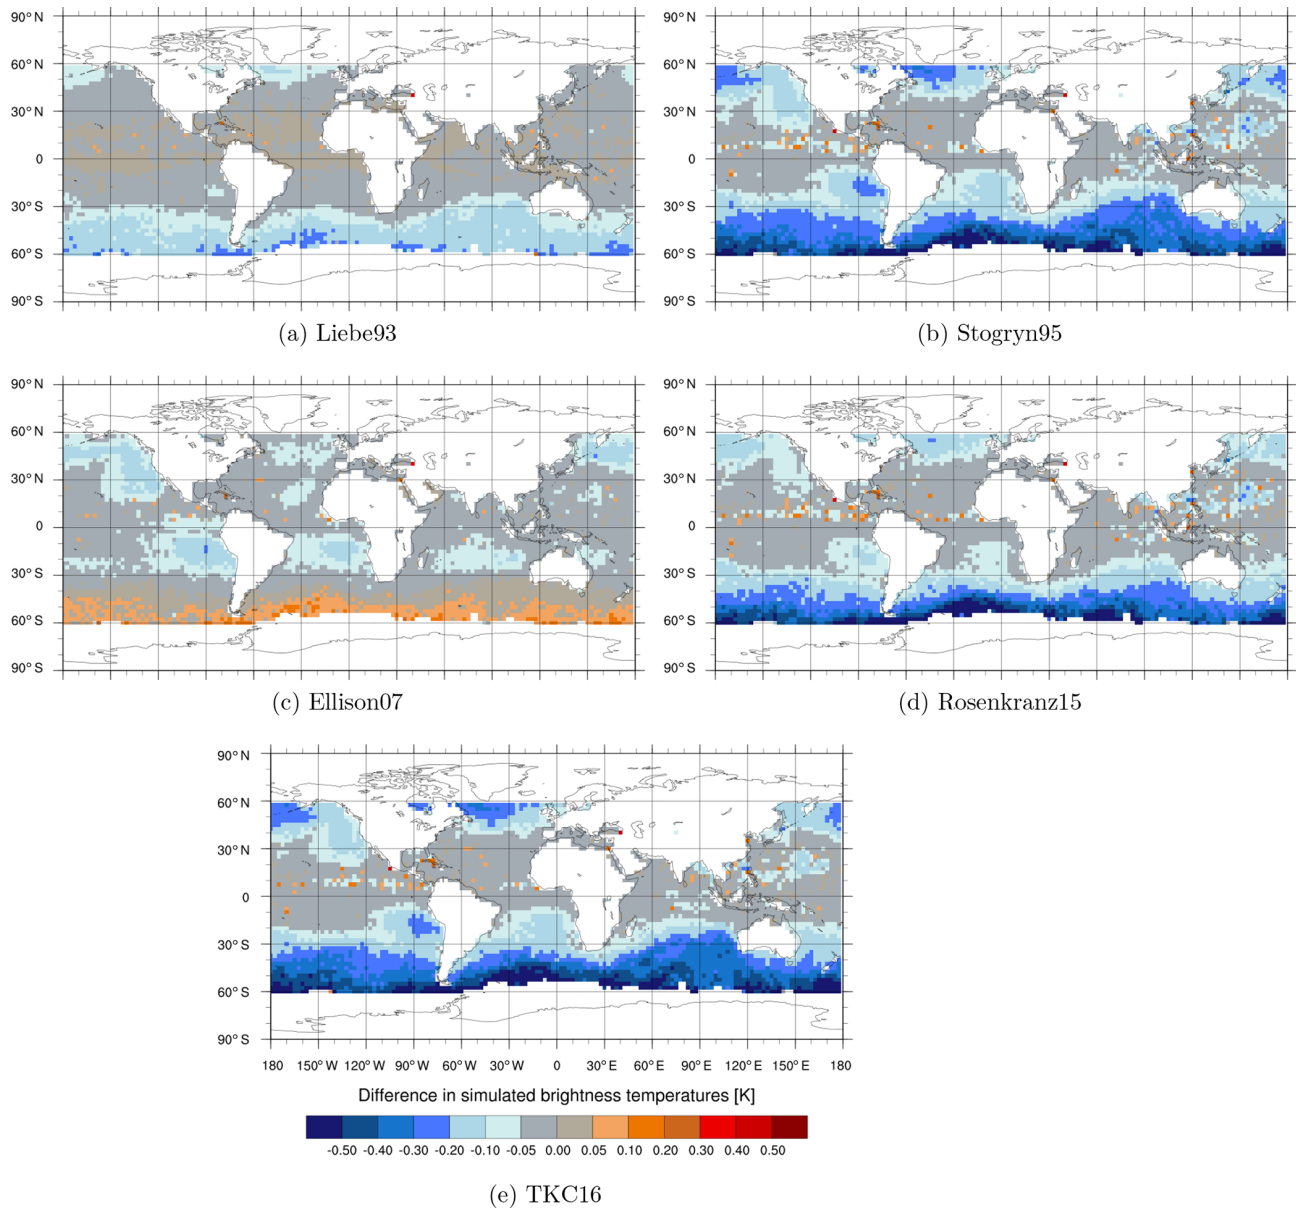 90° N 90° N
60° N 60° N
30° N 30° N
0 0
30° S 30° S
60° S 60° S
90° S 90° S
(a) Liebe93 (b) Stogryn95
90° N 90° N
60° N 60° N
30° N 30° N
0 0
30° S 30° S
60° S 60° S
90° S 90° S
(c) Ellison07 (d) Rosenkranz15
90° N
60° N
30° N
0
30° S
60° S
90° S
180 150° W 120° W 90° W 60° W 30° W 0 30° E 60° E 90° E 120° E 150° E 180
Difference in simulated brightness temperatures [K]
-0.50 -0.40 -0.30 -0.20 -0.10 -0.05 0.00 0.05 0.10 0.20 0.30 0.40 0.50
(e) TKC16